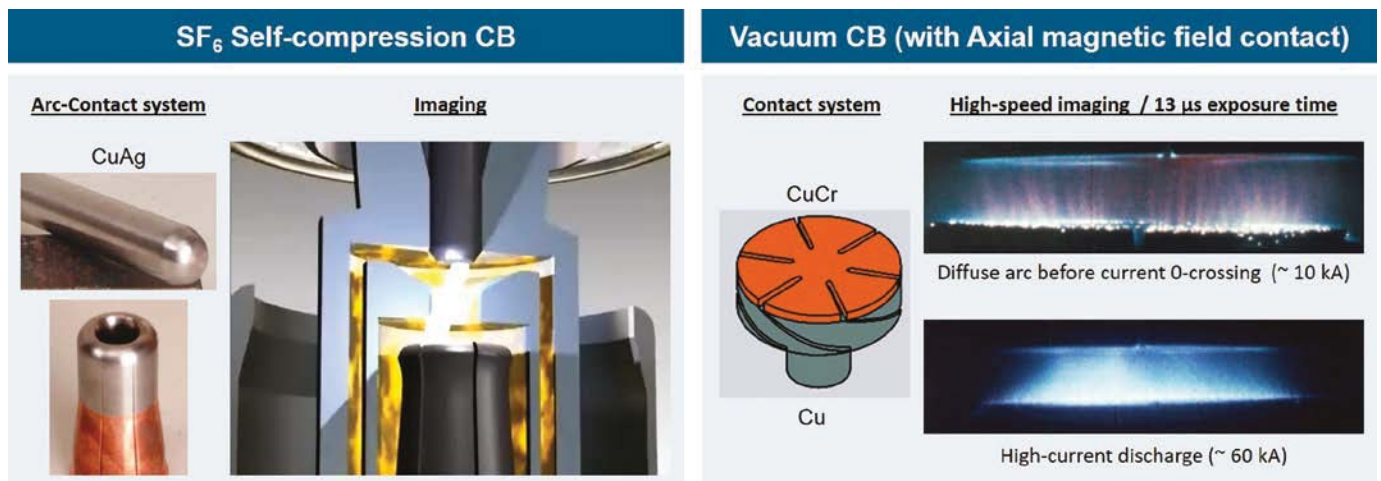 SF₆ Self-compression CB
Arc-Contact system
Imaging
CuAg
Vacuum CB (with Axial magnetic field contact)
Contact system
High-speed imaging / 13 µs exposure time
CuCr
Cu
Diffuse arc before current 0-crossing (~ 10 kA)
High-current discharge (~ 60 kA)